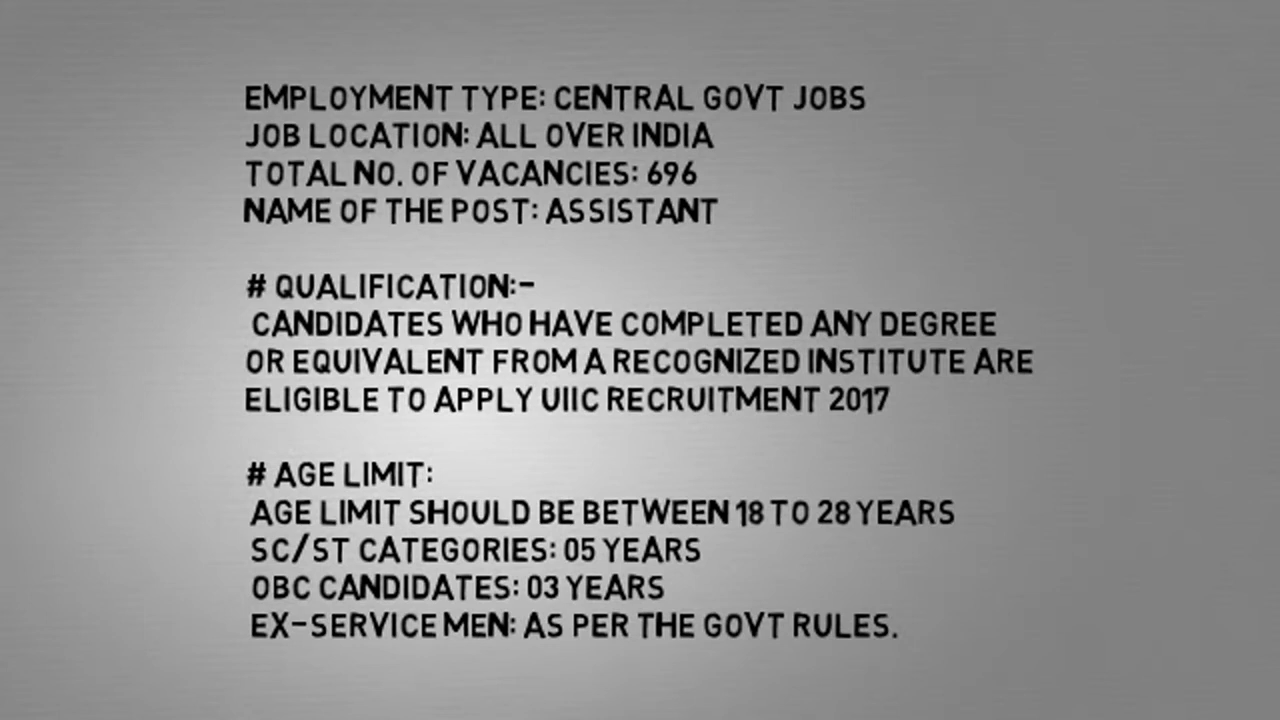 EMPLOYMENT TYPE: CENTRAL GOVT JOBS
JOB LOCATION: ALL OVER INDIA
TOTAL NO. OF VACANCIES: 696
NAME OF THE POST: ASSISTANT
# QUALIFICATION:-
CANDIDATES WHO HAVE COMPLETED ANY DEGREE
OR EQUIVALENT FROM A RECOGNIZED INSTITUTE ARE
ELIGIBLE TO APPLY UIIC RECRUITMENT 2017
# AGE LIMIT:
AGE LIMIT SHOULD BE BETWEEN 18 TO 28 YEARS
SC/ST CATEGORIES: 05 YEARS
OBC CANDIDATES: 03 YEARS
EX-SERVICE MEN: AS PER THE GOVT RULES.